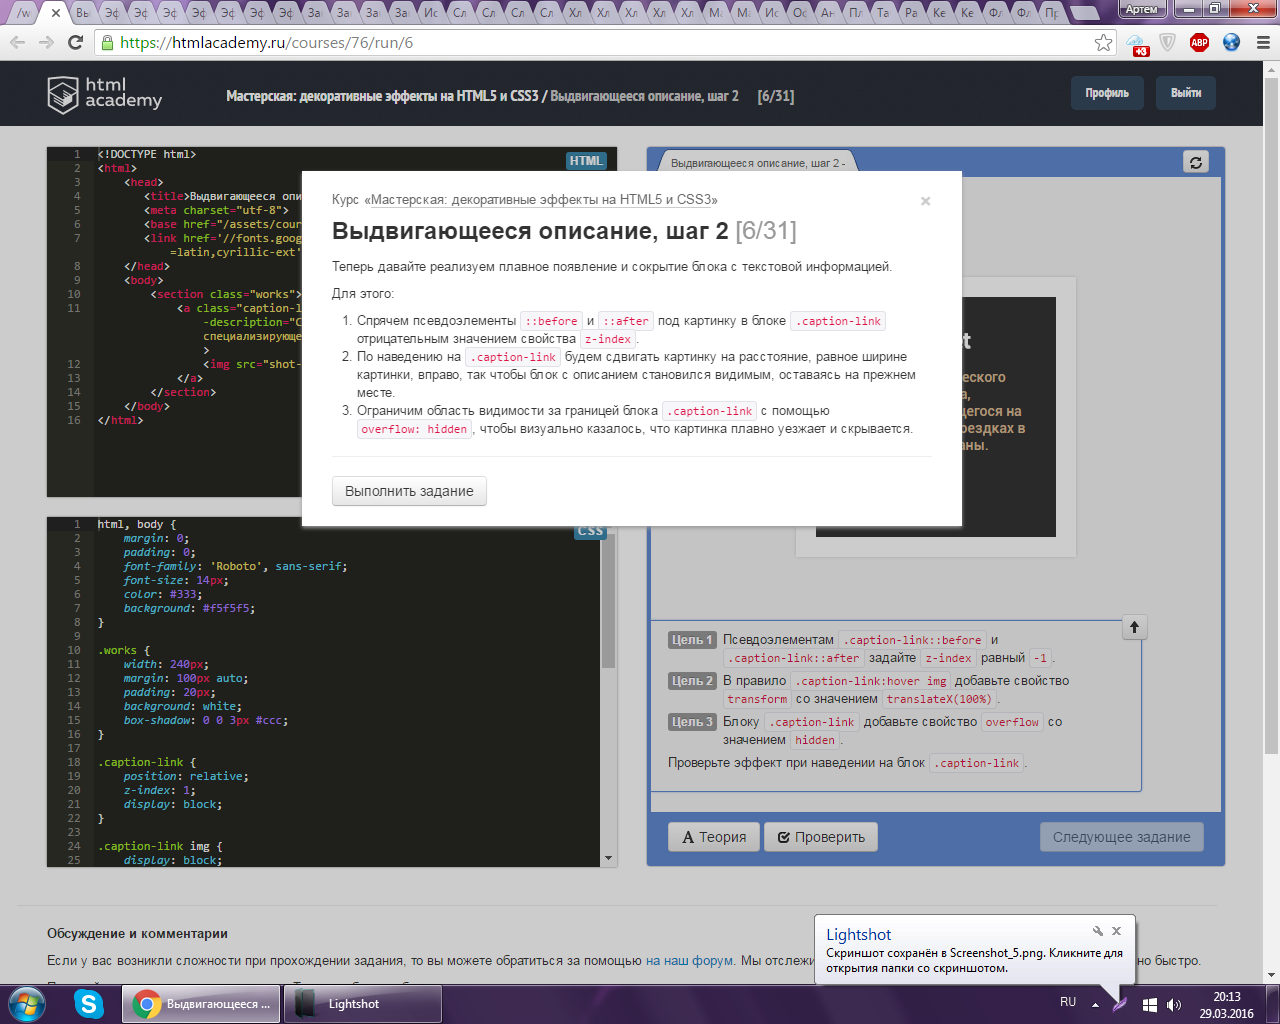 /w
Вы
Эф
Эф
Эф
Эф
Эф
Эф
Эф
За
За
За
За
Ис
Сл
Сл
Сл
Сл
Хл
Хл
Хл
Хл
Хл
Ма
Ма
Ис
Ос
Ан
Пл
Та
Ра
Ке
Ке
Фл
Фл
Пр
Артем
https://htmlacademy.ru/courses/76/run/6
+3
ABP
html academy
Мастерская: декоративные эффекты на HTML5 и CSS3 / Выдвигающееся описание, шаг 2 [6/31]
Профиль
Выйти
HTML
1 <!DOCTYPE html>
2 <html>
3 <head>
4 <title>Выдвигающееся опи
5 <meta charset="utf-8">
6 <base href="/assets/cour
7 <link href='//fonts.goog
=latin,cyrillic-ext'
8 </head>
9 <body>
10 <section class="works">
11 <a class="caption-l
-description="С
специализирующе
>
12 <img src="shot-
13 </a>
14 </section>
15 </body>
16 </html>
Выдвигающееся описание, шаг 2 -
Курс «Мастерская: декоративные эффекты на HTML5 и CSS3»
×
Выдвигающееся описание, шаг 2 [6/31]
Теперь давайте реализуем плавное появление и сокрытие блока с текстовой информацией.
Для этого:
1. Спрячем псевдоэлементы ::before и ::after под картинку в блоке .caption-link
отрицательным значением свойства z-index.
2. По наведению на .caption-link будем сдвигать картинку на расстояние, равное ширине
картинки, вправо, так чтобы блок с описанием становился видимым, оставаясь на прежнем
месте.
3. Ограничим область видимости за границей блока .caption-link с помощью
overflow: hidden, чтобы визуально казалось, что картинка плавно уезжает и скрывается.
Выполнить задание
t
ческого
а,
щегося на
оездках в
аны.
CSS
1 html, body {
2 margin: 0;
3 padding: 0;
4 font-family: 'Roboto', sans-serif;
5 font-size: 14px;
6 color: #333;
7 background: #f5f5f5;
8 }
9
10 .works {
11 width: 240px;
12 margin: 100px auto;
13 padding: 20px;
14 background: white;
15 box-shadow: 0 0 3px #ccc;
16 }
17
18 .caption-link {
19 position: relative;
20 z-index: 1;
21 display: block;
22 }
23
24 .caption-link img {
25 display: block;
Цель 1 Псевдоэлементам .caption-link::before и
.caption-link::after задайте z-index равный -1.
Цель 2 В правило .caption-link:hover img добавьте свойство
transform со значением translateX(100%).
Цель 3 Блоку .caption-link добавьте свойство overflow со
значением hidden.
Проверьте эффект при наведении на блок .caption-link.
Теория
Проверить
Следующее задание
Обсуждение и комментарии
Если у вас возникли сложности при прохождении задания, то вы можете обратиться за помощью на наш форум. Мы отслежи
но быстро.
Lightshot
Скриншот сохранён в Screenshot_5.png. Кликните для
открытия папки со скриншотом.
Выдвигающееся ...
Lightshot
RU
20:13
29.03.2016